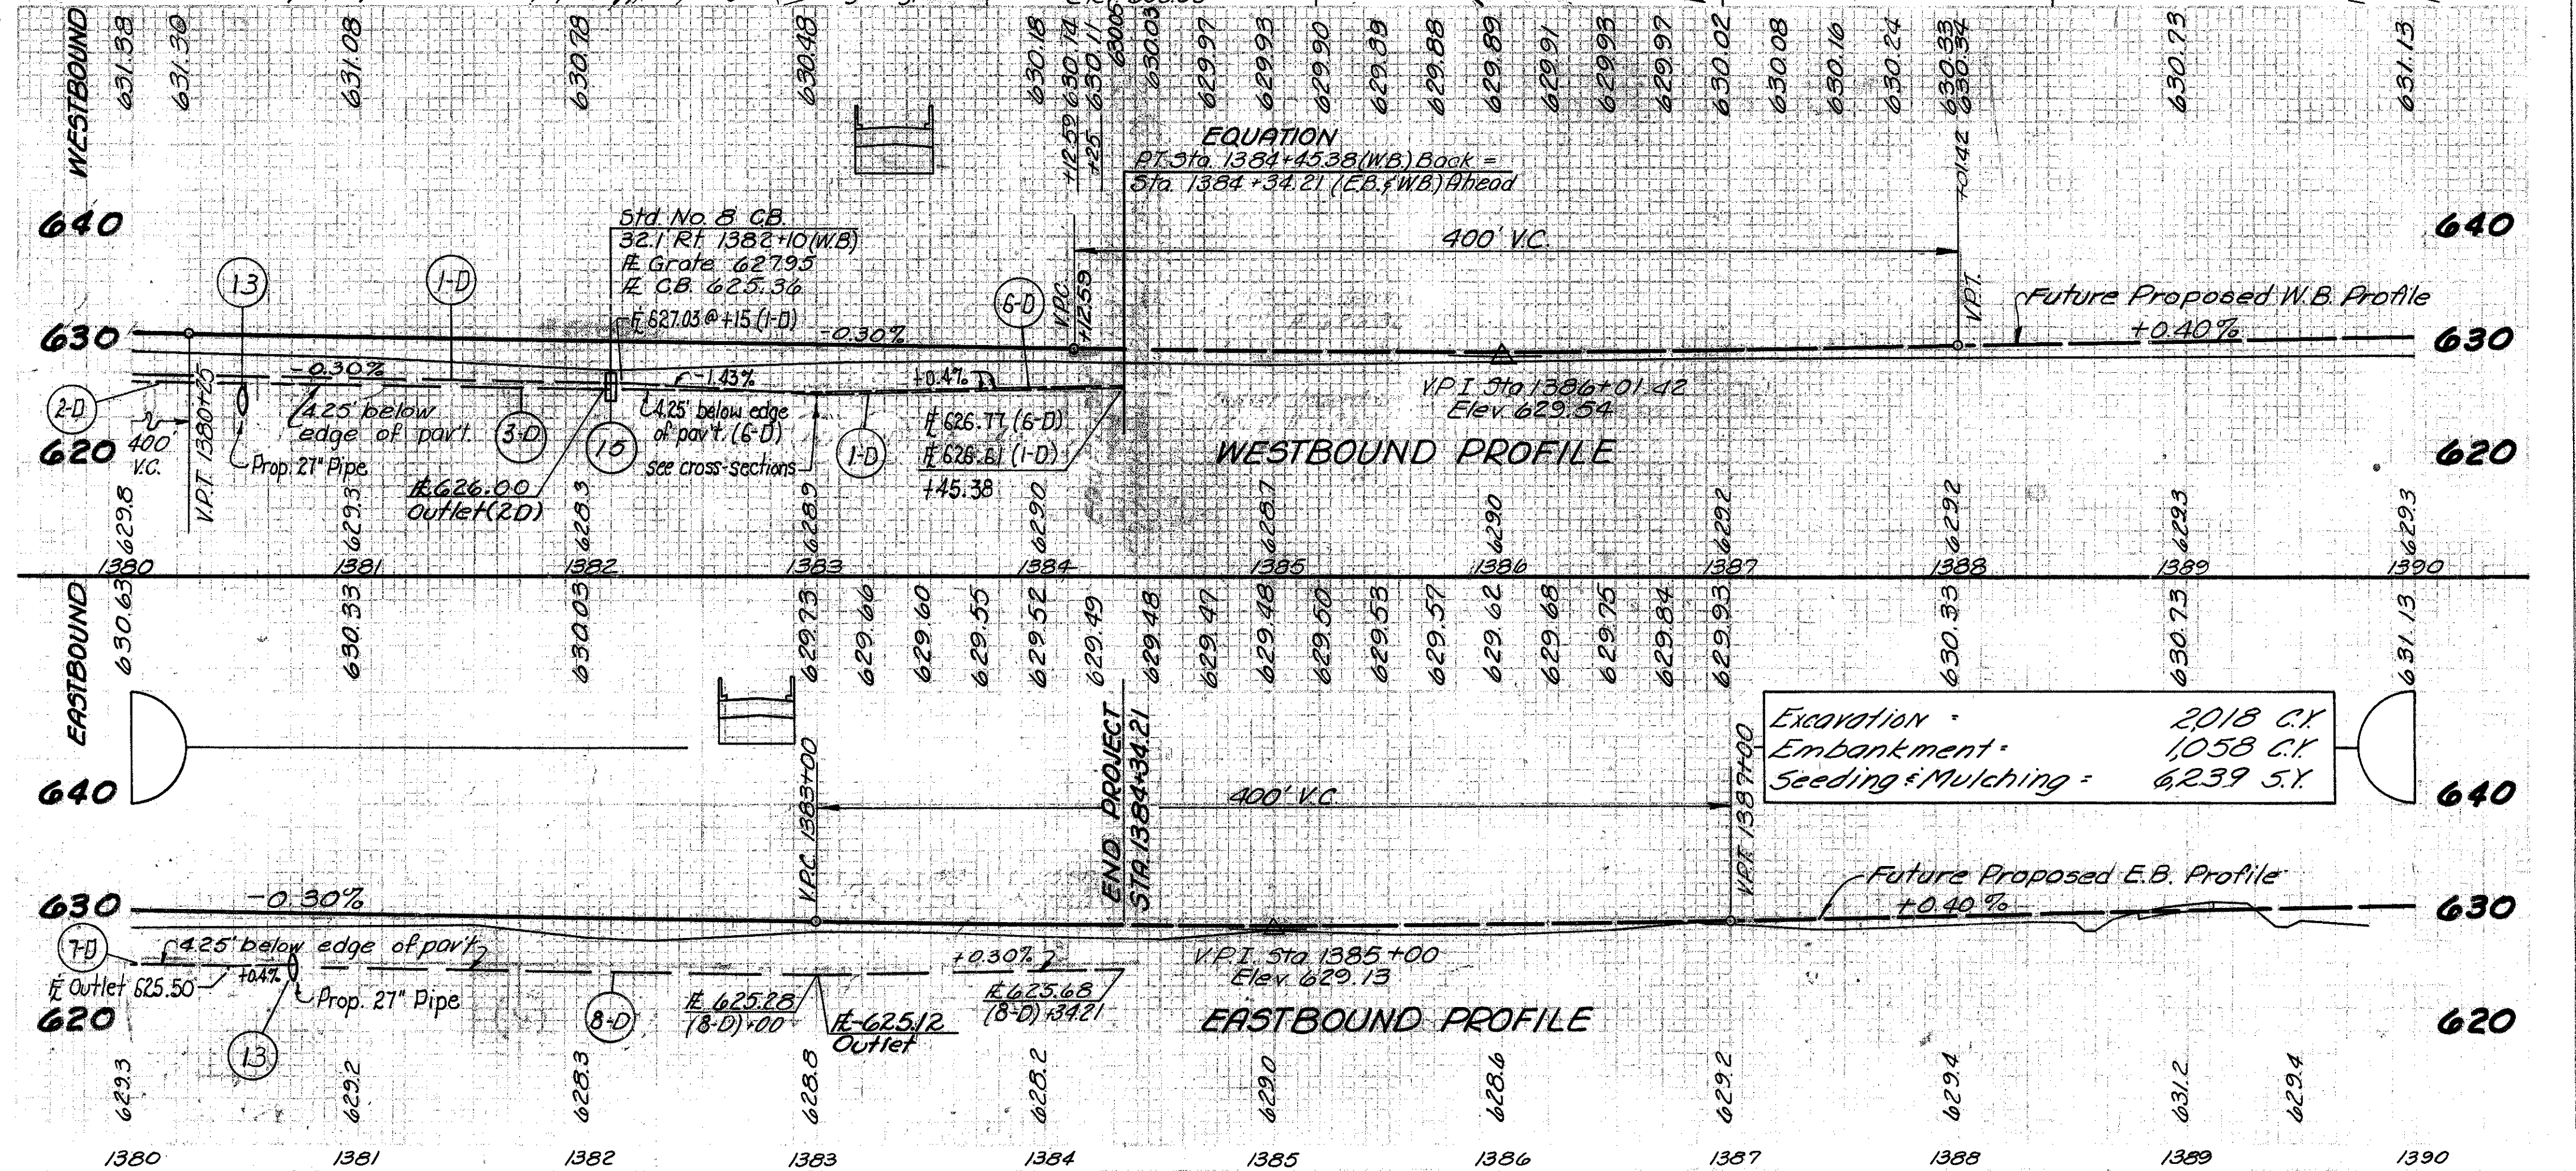 WESTBOUND
631.38
631.30
631.08
630.78
630.48
630.18
+12.59 630.14
+25 630.11
630.05
630.03
629.97
629.93
629.90
629.89
629.88
629.89
629.91
629.93
629.97
630.02
630.08
630.16
630.24
630.33
+01.42 630.34
630.73
631.13
EQUATION
P.T. Sta. 1384+45.38 (W.B.) Back =
Sta. 1384+34.21 (E.B. & W.B.) Ahead
640
640
Std. No. 8 C.B.
32.1' Rt. 1382+10 (W.B)
Grate 627.95
C.B. 625.36
627.03 @ +15 (1-D)
13
1-D
6-D
V.P.C.
+12.59
400' V.C.
V.P.T.
Future Proposed W.B. Profile
+0.40%
630
-0.30%
630
-0.30%
-1.43%
+0.4%
2-D
400'
V.C.
V.P.T. 1380+25
4.25' below
edge of pav't.
Prop. 27" Pipe
3-D
15
4.25' below edge
of pav't. (6-D)
see cross-sections
1-D
626.77 (6-D)
626.61 (1-D)
+45.38
626.00
Outlet (2D)
V.P.I. Sta 1386+01.42
Elev. 629.54
620
WESTBOUND PROFILE
620
629.8
629.3
628.3
628.9
629.0
628.7
629.0
629.2
629.2
629.3
629.3
1380 1381 1382 1383 1384 1385 1386 1387 1388 1389 1390
EASTBOUND
630.63
630.33
630.03
629.73
629.66
629.60
629.55
629.52
629.49
629.48
629.47
629.48
629.50
629.53
629.57
629.62
629.68
629.75
629.84
629.93
630.33
630.73
631.13
640
V.P.C. 1383+00
END PROJECT
STA. 1384+34.21
400' V.C.
V.P.T. 1387+00
Excavation = 2,018 C.Y.
Embankment = 1,058 C.Y.
Seeding & Mulching = 6,239 S.Y.
640
630
-0.30%
Future Proposed E.B. Profile
+0.40%
630
7-D
4.25' below edge of pav't.
Outlet 625.50
+0.4%
Prop. 27" Pipe
13
8-D
625.28
(8-D) +00
625.12
Outlet
+0.30%
625.68
(8-D) +34.21
V.P.I. Sta 1385+00
Elev. 629.13
620
EASTBOUND PROFILE
620
629.3
629.2
628.3
628.8
628.2
629.0
628.6
629.2
629.4
631.2
629.4
1380 1381 1382 1383 1384 1385 1386 1387 1388 1389 1390